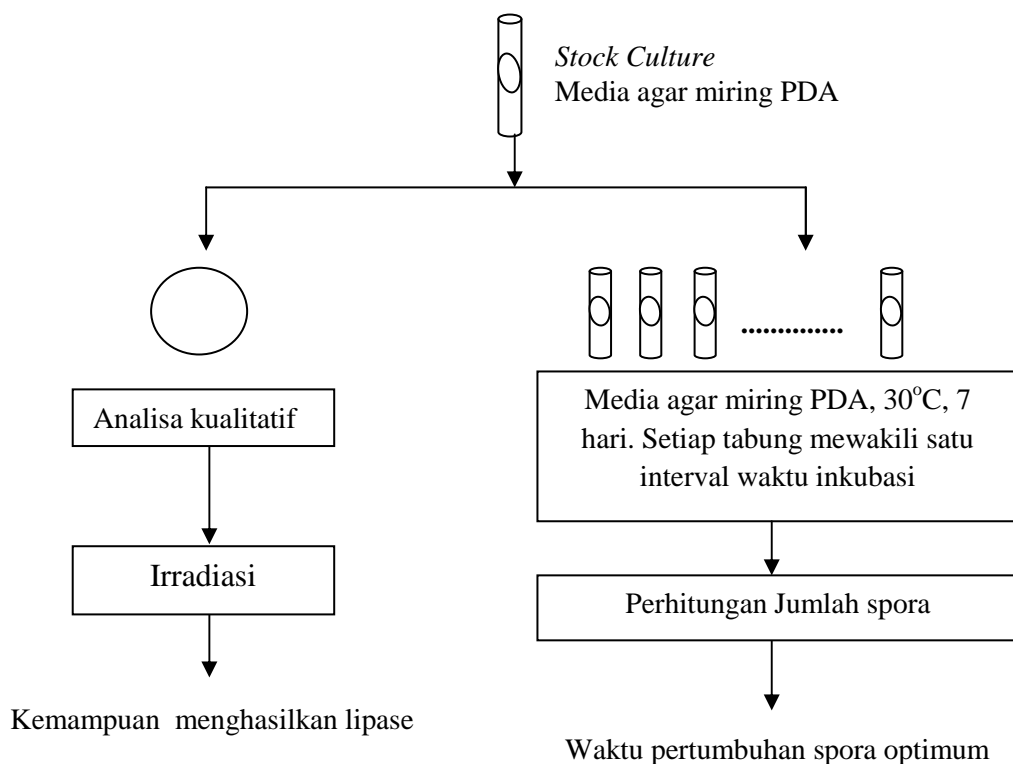 Stock Culture
Media agar miring PDA
Analisa kualitatif
Irradiasi
Kemampuan menghasilkan lipase
Media agar miring PDA, 30°C, 7
hari. Setiap tabung mewakili satu
interval waktu inkubasi
Perhitungan Jumlah spora
Waktu pertumbuhan spora optimum